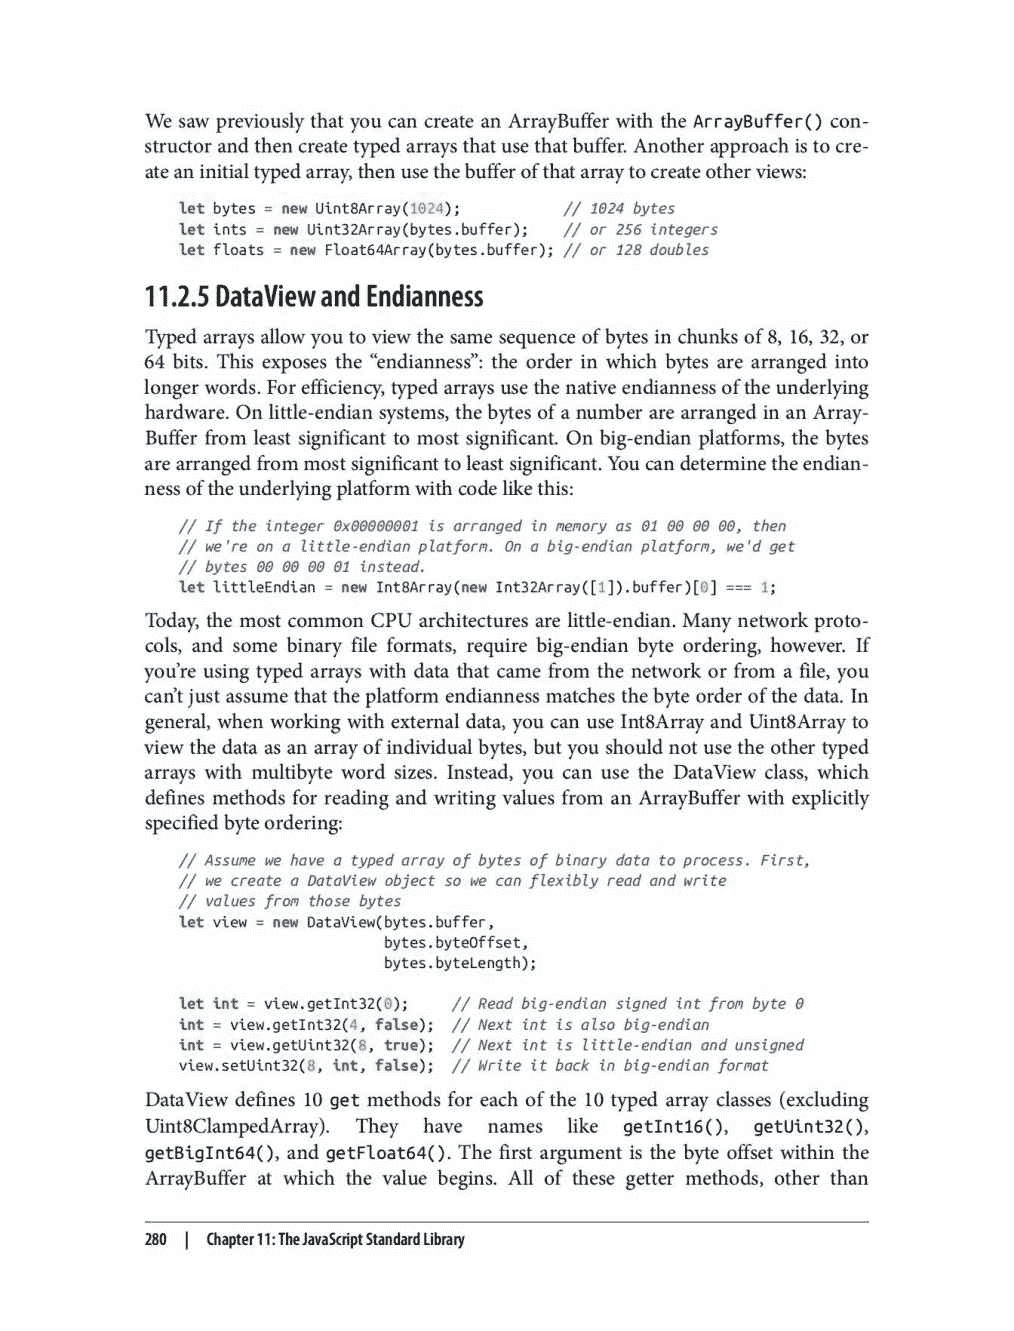 We saw previously that you can create an ArrayBuffer with the ArrayBuffer() con-
structor and then create typed arrays that use that buffer. Another approach is to cre-
ate an initial typed array, then use the buffer of that array to create other views:
let bytes = new Uint8Array(1024);            // 1024 bytes
let ints = new Uint32Array(bytes.buffer);    // or 256 integers
let floats = new Float64Array(bytes.buffer); // or 128 doubles
11.2.5 DataView and Endianness
Typed arrays allow you to view the same sequence of bytes in chunks of 8, 16, 32, or
64 bits. This exposes the “endianness”: the order in which bytes are arranged into
longer words. For efficiency, typed arrays use the native endianness of the underlying
hardware. On little-endian systems, the bytes of a number are arranged in an Array-
Buffer from least significant to most significant. On big-endian platforms, the bytes
are arranged from most significant to least significant. You can determine the endian-
ness of the underlying platform with code like this:
// If the integer 0x00000001 is arranged in memory as 01 00 00 00, then
// we're on a little-endian platform. On a big-endian platform, we'd get
// bytes 00 00 00 01 instead.
let littleEndian = new Int8Array(new Int32Array([1]).buffer)[0] === 1;
Today, the most common CPU architectures are little-endian. Many network proto-
cols, and some binary file formats, require big-endian byte ordering, however. If
you’re using typed arrays with data that came from the network or from a file, you
can’t just assume that the platform endianness matches the byte order of the data. In
general, when working with external data, you can use Int8Array and Uint8Array to
view the data as an array of individual bytes, but you should not use the other typed
arrays with multibyte word sizes. Instead, you can use the DataView class, which
defines methods for reading and writing values from an ArrayBuffer with explicitly
specified byte ordering:
// Assume we have a typed array of bytes of binary data to process. First,
// we create a DataView object so we can flexibly read and write
// values from those bytes
let view = new DataView(bytes.buffer,
                        bytes.byteOffset,
                        bytes.byteLength);
let int = view.getInt32(0);     // Read big-endian signed int from byte 0
int = view.getInt32(4, false);  // Next int is also big-endian
int = view.getUint32(8, true);  // Next int is little-endian and unsigned
view.setUint32(8, int, false);  // Write it back in big-endian format
DataView defines 10 get methods for each of the 10 typed array classes (excluding
Uint8ClampedArray). They have names like getInt16(), getUint32(),
getBigInt64(), and getFloat64(). The first argument is the byte offset within the
ArrayBuffer at which the value begins. All of these getter methods, other than
280 | Chapter 11: The JavaScript Standard Library